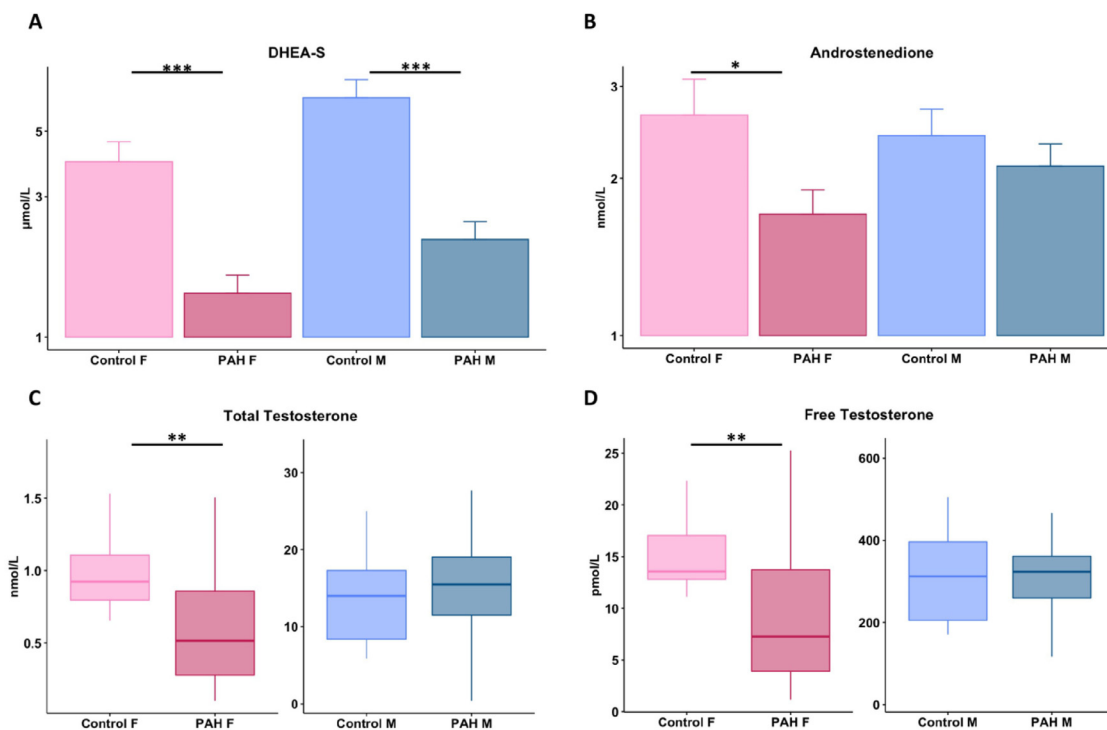 A
DHEA-S
***
***
5
3
1
μmol/L
Control F
PAH F
Control M
PAH M
B
Androstenedione
*
3
2
1
nmol/L
Control F
PAH F
Control M
PAH M
C
Total Testosterone
**
1.5
1.0
0.5
nmol/L
Control F
PAH F
30
20
10
0
Control M
PAH M
D
Free Testosterone
**
25
20
15
10
5
0
pmol/L
Control F
PAH F
600
400
200
0
Control M
PAH M